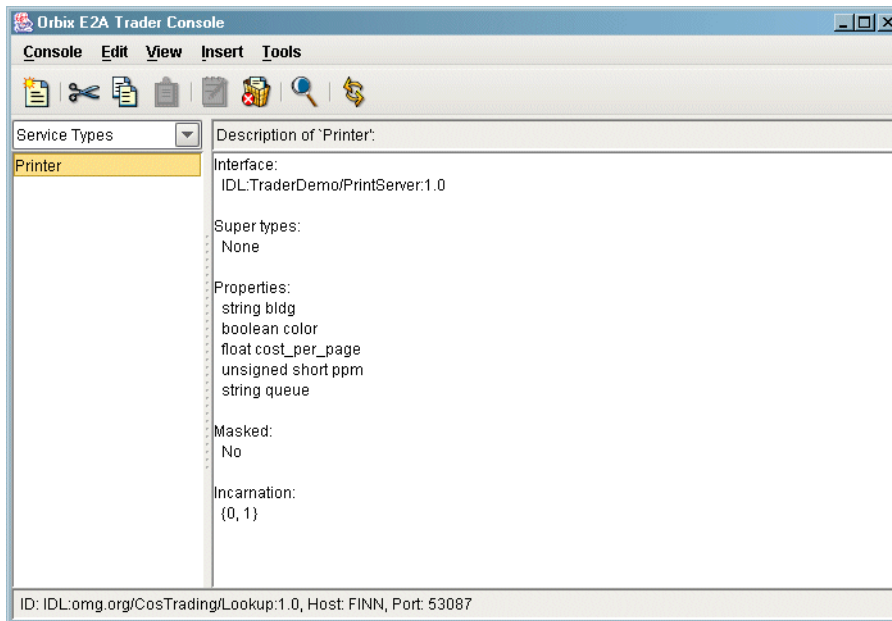 Orbix E2A Trader Console
Console Edit View Insert Tools
Service Types
Description of `Printer':
Printer
Interface:
IDL:TraderDemo/PrintServer:1.0
Super types:
None
Properties:
string bldg
boolean color
float cost_per_page
unsigned short ppm
string queue
Masked:
No
Incarnation:
{0, 1}
ID: IDL:omg.org/CosTrading/Lookup:1.0, Host: FINN, Port: 53087